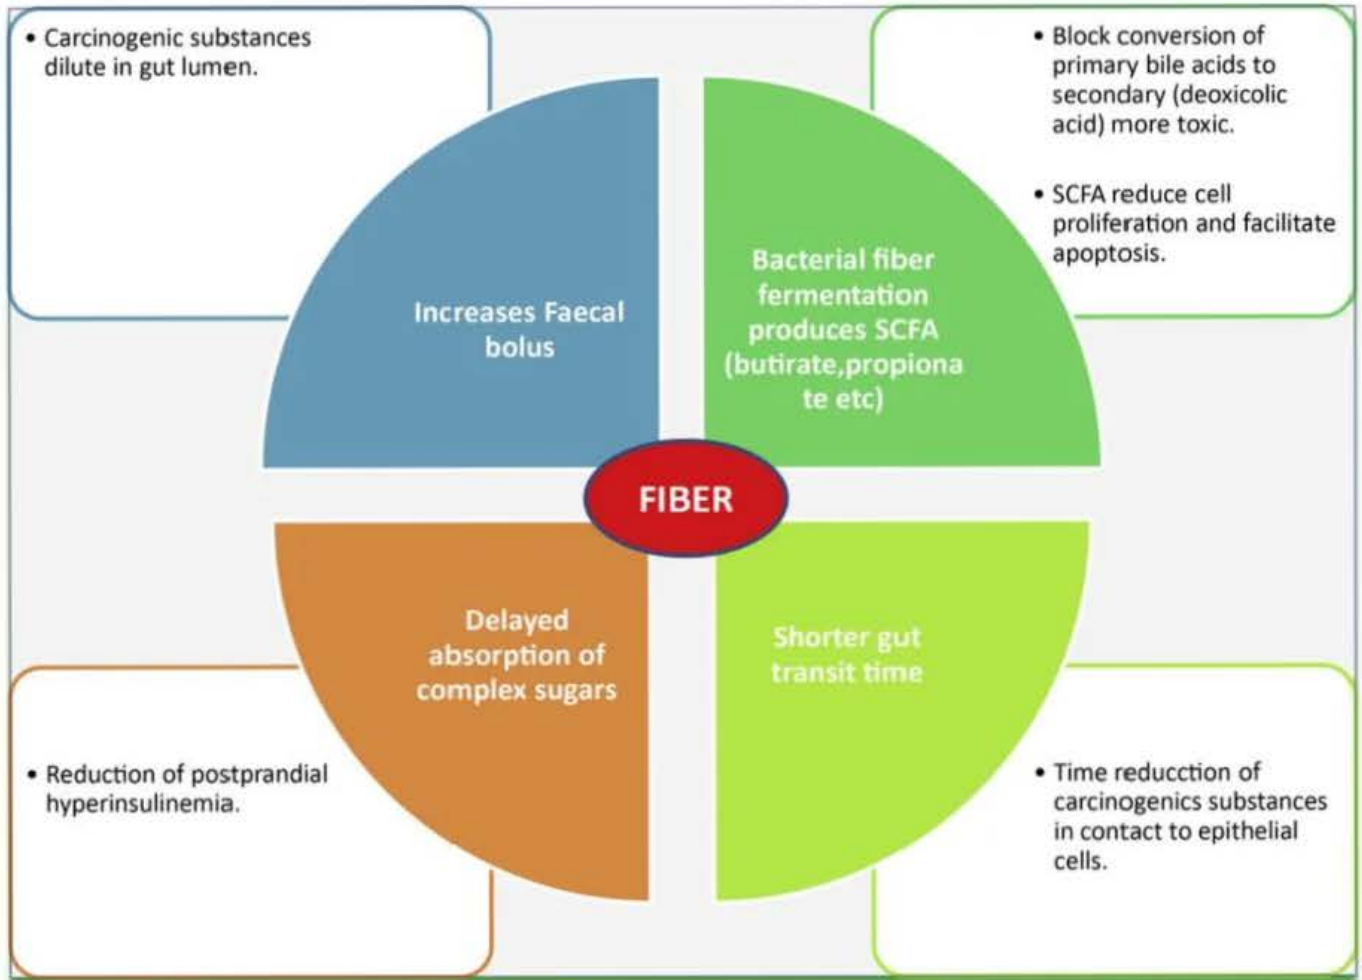 • Carcinogenic substances
dilute in gut lumen.
• Block conversion of
primary bile acids to
secondary (deoxicolic
acid) more toxic.
• SCFA reduce cell
proliferation and facilitate
apoptosis.
Increases Faecal
bolus
Bacterial fiber
fermentation
produces SCFA
(butirate,propiona
te etc)
FIBER
Delayed
absorption of
complex sugars
Shorter gut
transit time
• Reduction of postprandial
hyperinsulinemia.
• Time reducction of
carcinogenics substances
in contact to epithelial
cells.